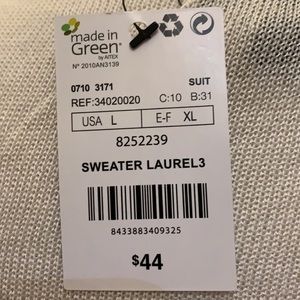 made in
Green®
by AITEX
Nº 2010AN3139
0710 3171 SUIT
REF:34020020 C:10 B:31
USA L E-F XL
8252239
SWEATER LAUREL3
8433883409325
$44